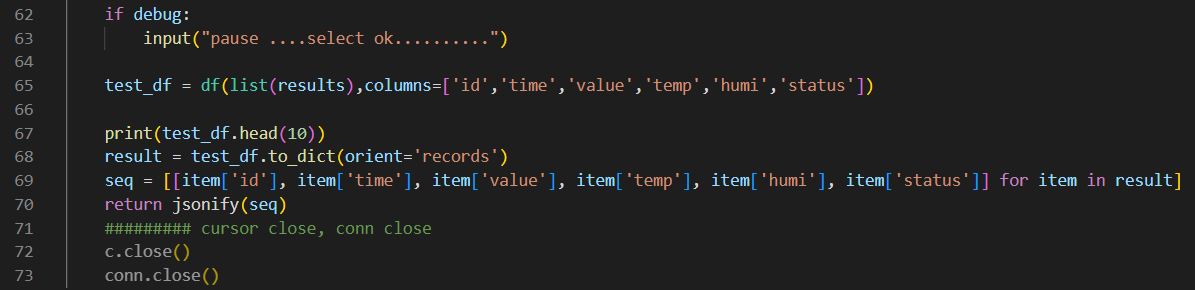 62 if debug:
63 input("pause ....select ok..........")
64
65 test_df = df(list(results),columns=['id','time','value','temp','humi','status'])
66
67 print(test_df.head(10))
68 result = test_df.to_dict(orient='records')
69 seq = [[item['id'], item['time'], item['value'], item['temp'], item['humi'], item['status']] for item in result]
70 return jsonify(seq)
71 ######### cursor close, conn close
72 c.close()
73 conn.close()